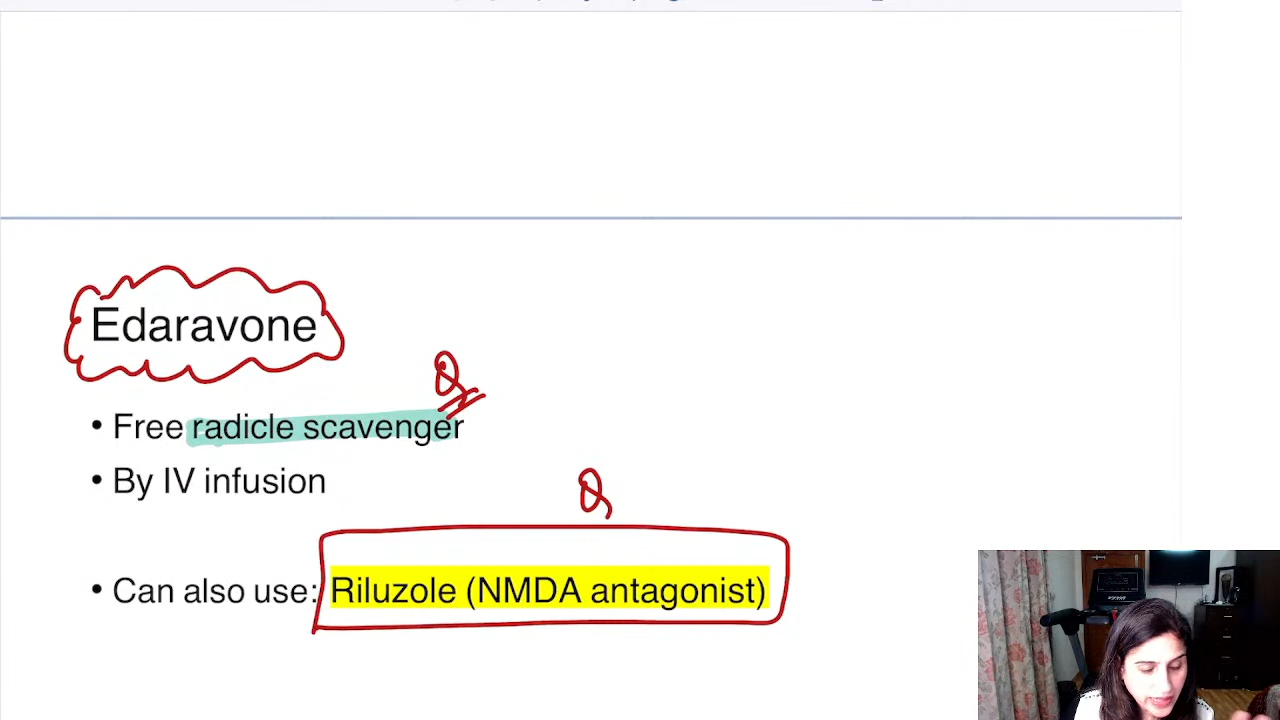 Edaravone
Q
• Free radicle scavenger
• By IV infusion
Q
• Can also use: Riluzole (NMDA antagonist)